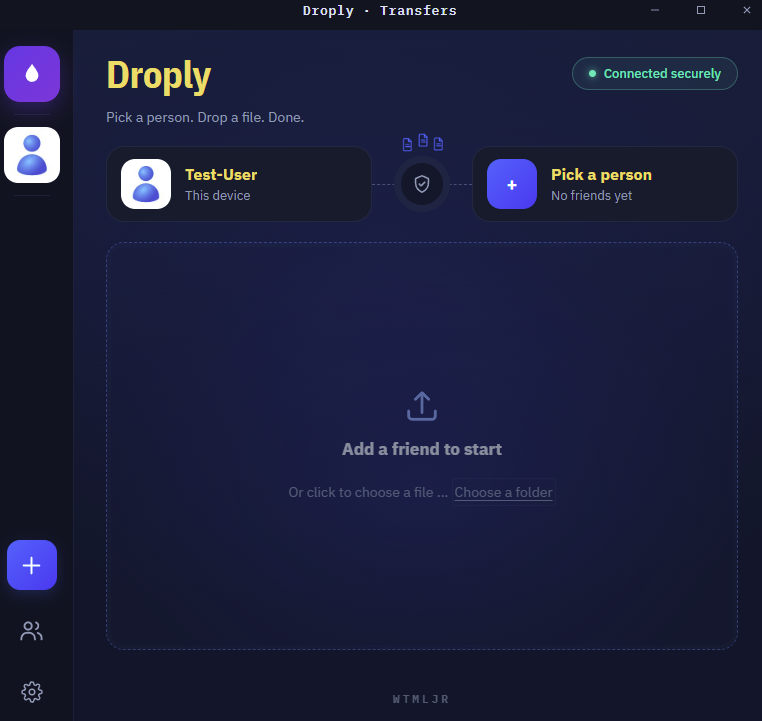 Droply · Transfers
Droply
Connected securely
Pick a person. Drop a file. Done.
Test-User
This device
Pick a person
No friends yet
Add a friend to start
Or click to choose a file ... Choose a folder
WTMLJR